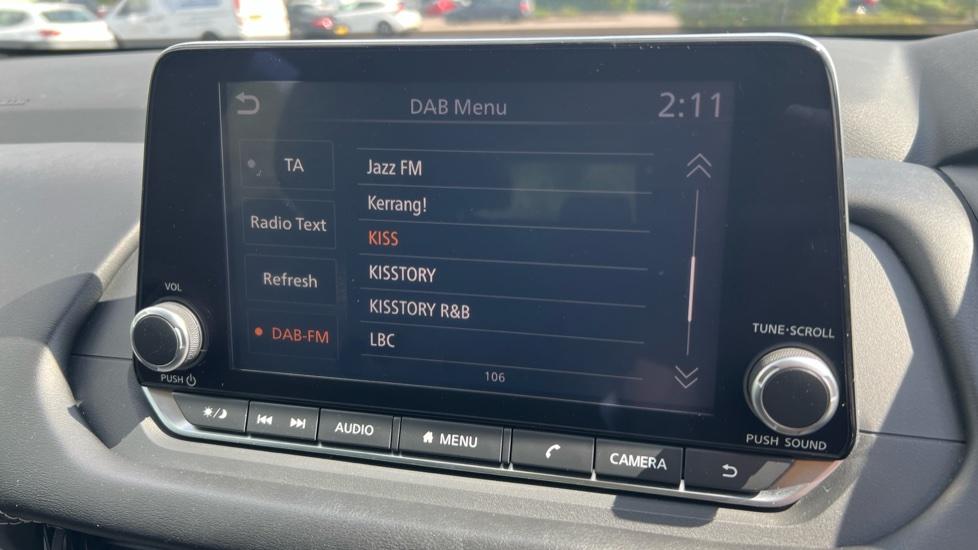 DAB Menu
2:11
TA
Radio Text
Refresh
DAB-FM
Jazz FM
Kerrang!
KISS
KISSTORY
KISSTORY R&B
LBC
106
VOL
PUSH
TUNE·SCROLL
PUSH SOUND
AUDIO
MENU
CAMERA